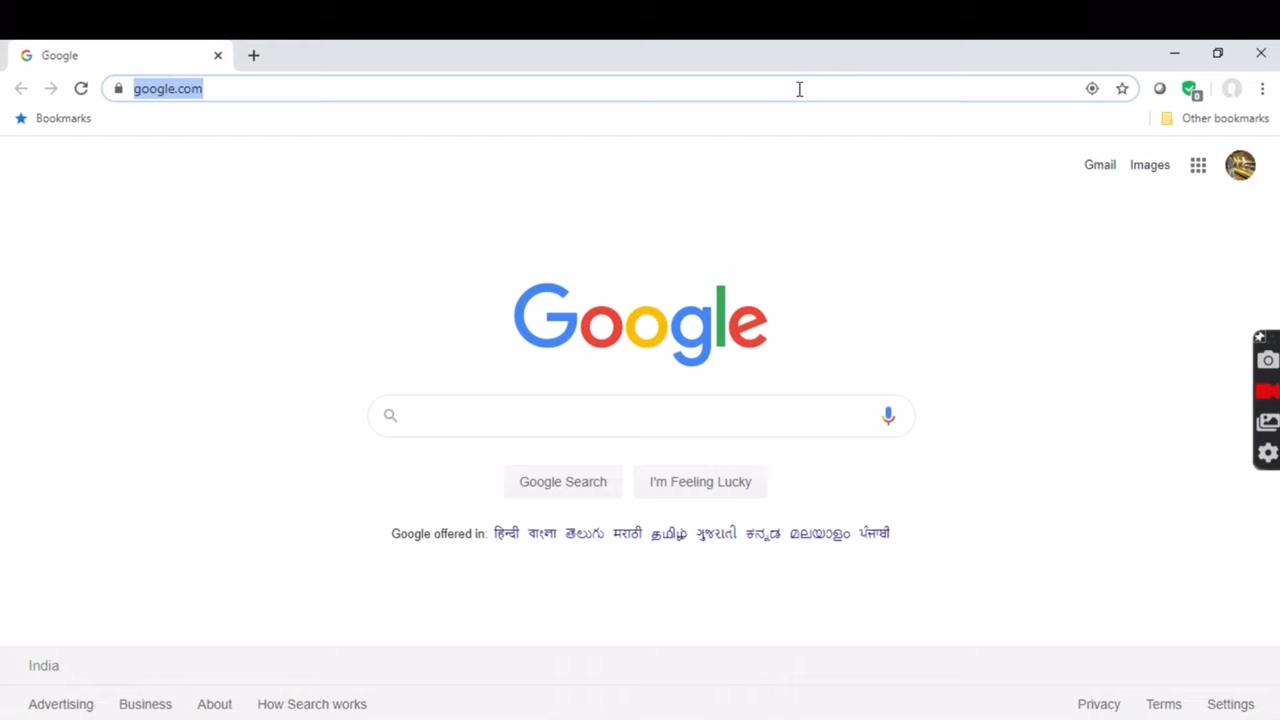 Google
google.com
0
Bookmarks
Other bookmarks
Gmail Images
Google
Google Search I'm Feeling Lucky
Google offered in: हिन्दी বাংলা తెలుగు मराठी தமிழ் ગુજરાતી ಕನ್ನಡ മലയാളം ਪੰਜਾਬੀ
India
Advertising Business About How Search works Privacy Terms Settings